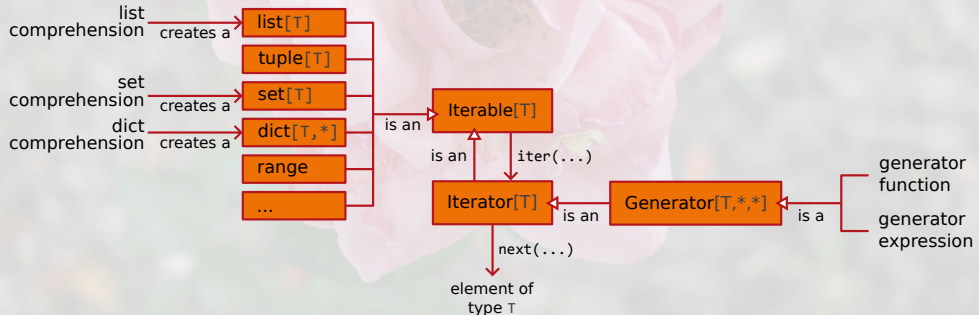 list
comprehension
creates a
list[T]
tuple[T]
set
comprehension
creates a
set[T]
dict
comprehension
creates a
dict[T,*]
range
...
is an
Iterable[T]
is an
iter(...)
Iterator[T]
is an
Generator[T,*,*]
is a
generator
function
generator
expression
next(...)
element of
type T